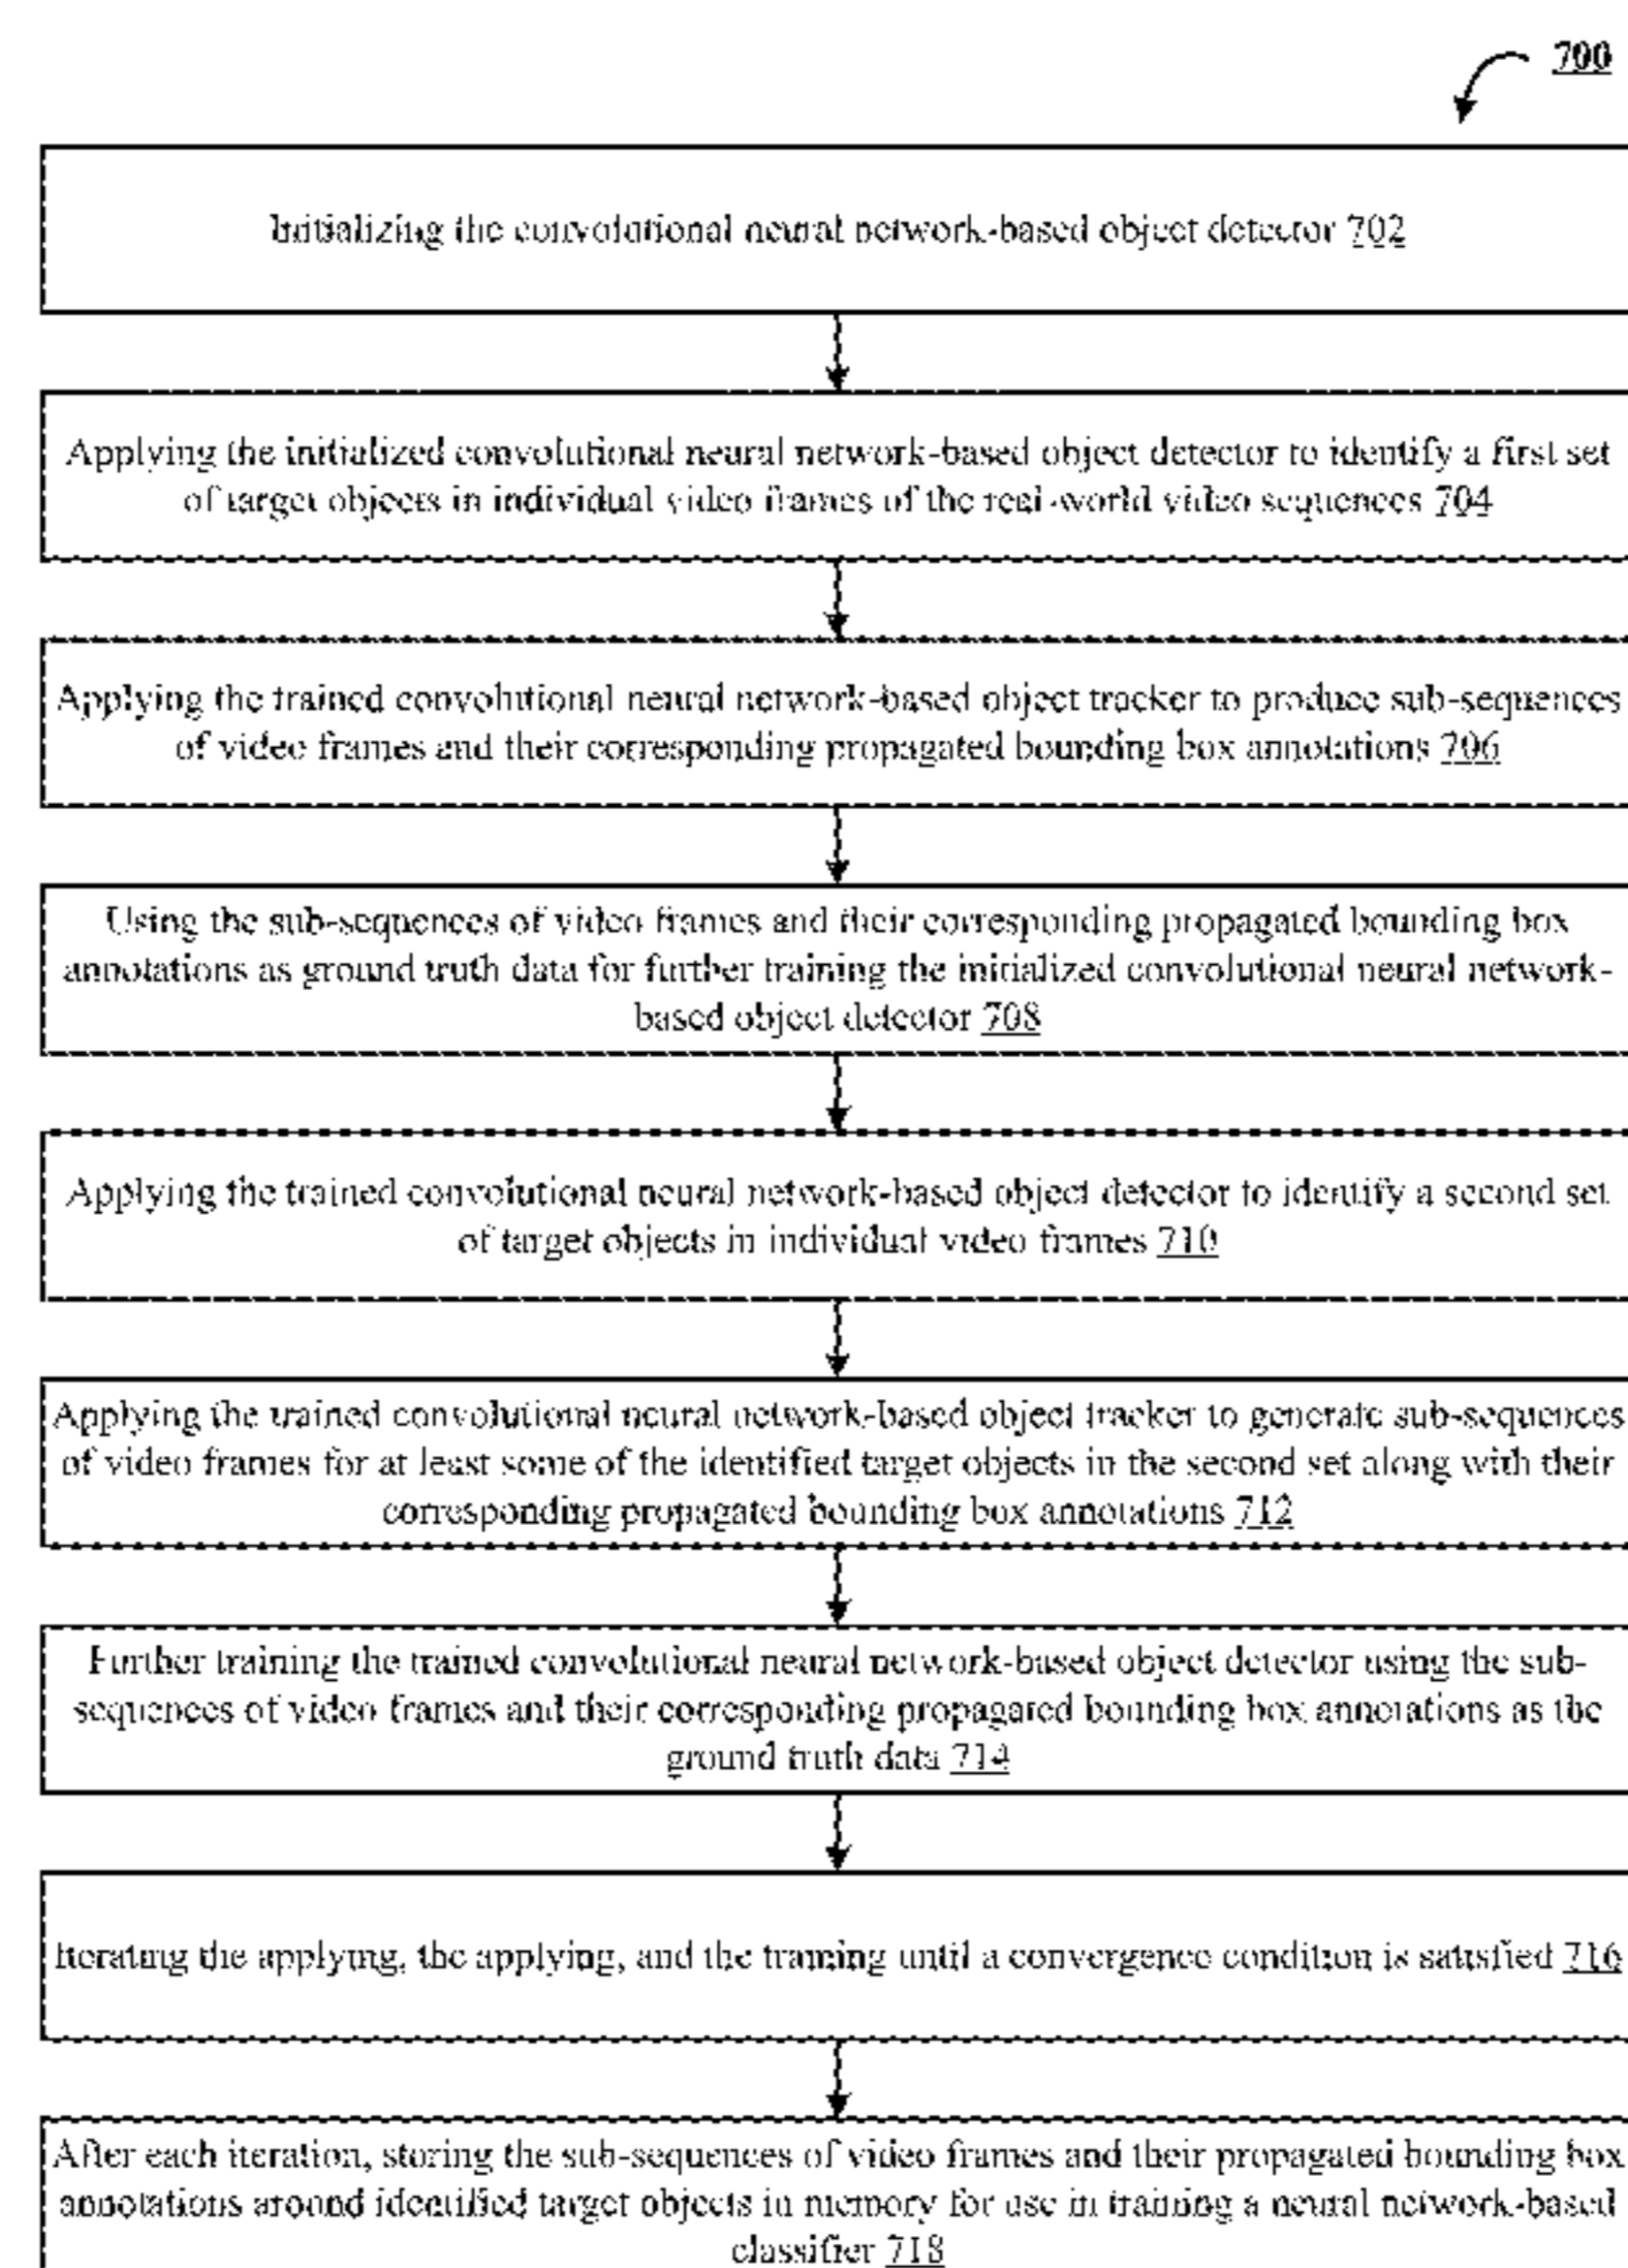 700
Initializing the convolutional neural network-based object detector 702
Applying the initialized convolutional neural network-based object detector to identify a first set
of target objects in individual video frames of the real-world video sequences 704
Applying the trained convolutional neural network-based object tracker to produce sub-sequences
of video frames and their corresponding propagated bounding box annotations 706
Using the sub-sequences of video frames and their corresponding propagated bounding box
annotations as ground truth data for further training the initialized convolutional neural network-
based object detector 708
Applying the trained convolutional neural network-based object detector to identify a second set
of target objects in individual video frames 710
Applying the trained convolutional neural network-based object tracker to generate sub-sequences
of video frames for at least some of the identified target objects in the second set along with their
corresponding propagated bounding box annotations 712
Further training the trained convolutional neural network-based object detector using the sub-
sequences of video frames and their corresponding propagated bounding box annotations as the
ground truth data 714
Iterating the applying, the applying, and the training until a convergence condition is satisfied 716
After each iteration, storing the sub-sequences of video frames and their propagated bounding box
annotations around identified target objects in memory for use in training a neural network-based
classifier 718